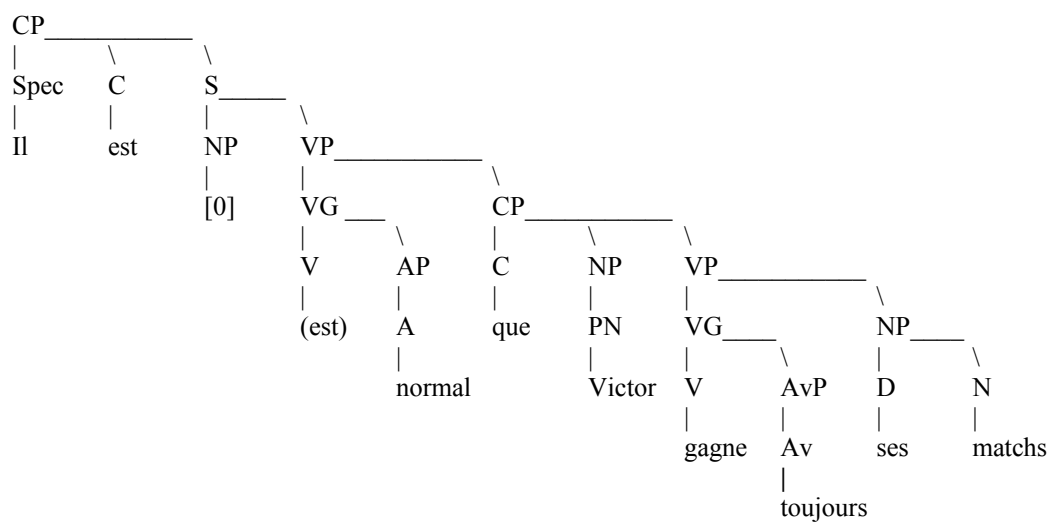 CP
Spec C S
Il est NP VP
[0] VG CP
V AP C NP VP
(est) A que PN VG NP
normal Victor V AvP D N
gagne Av ses matchs
toujours